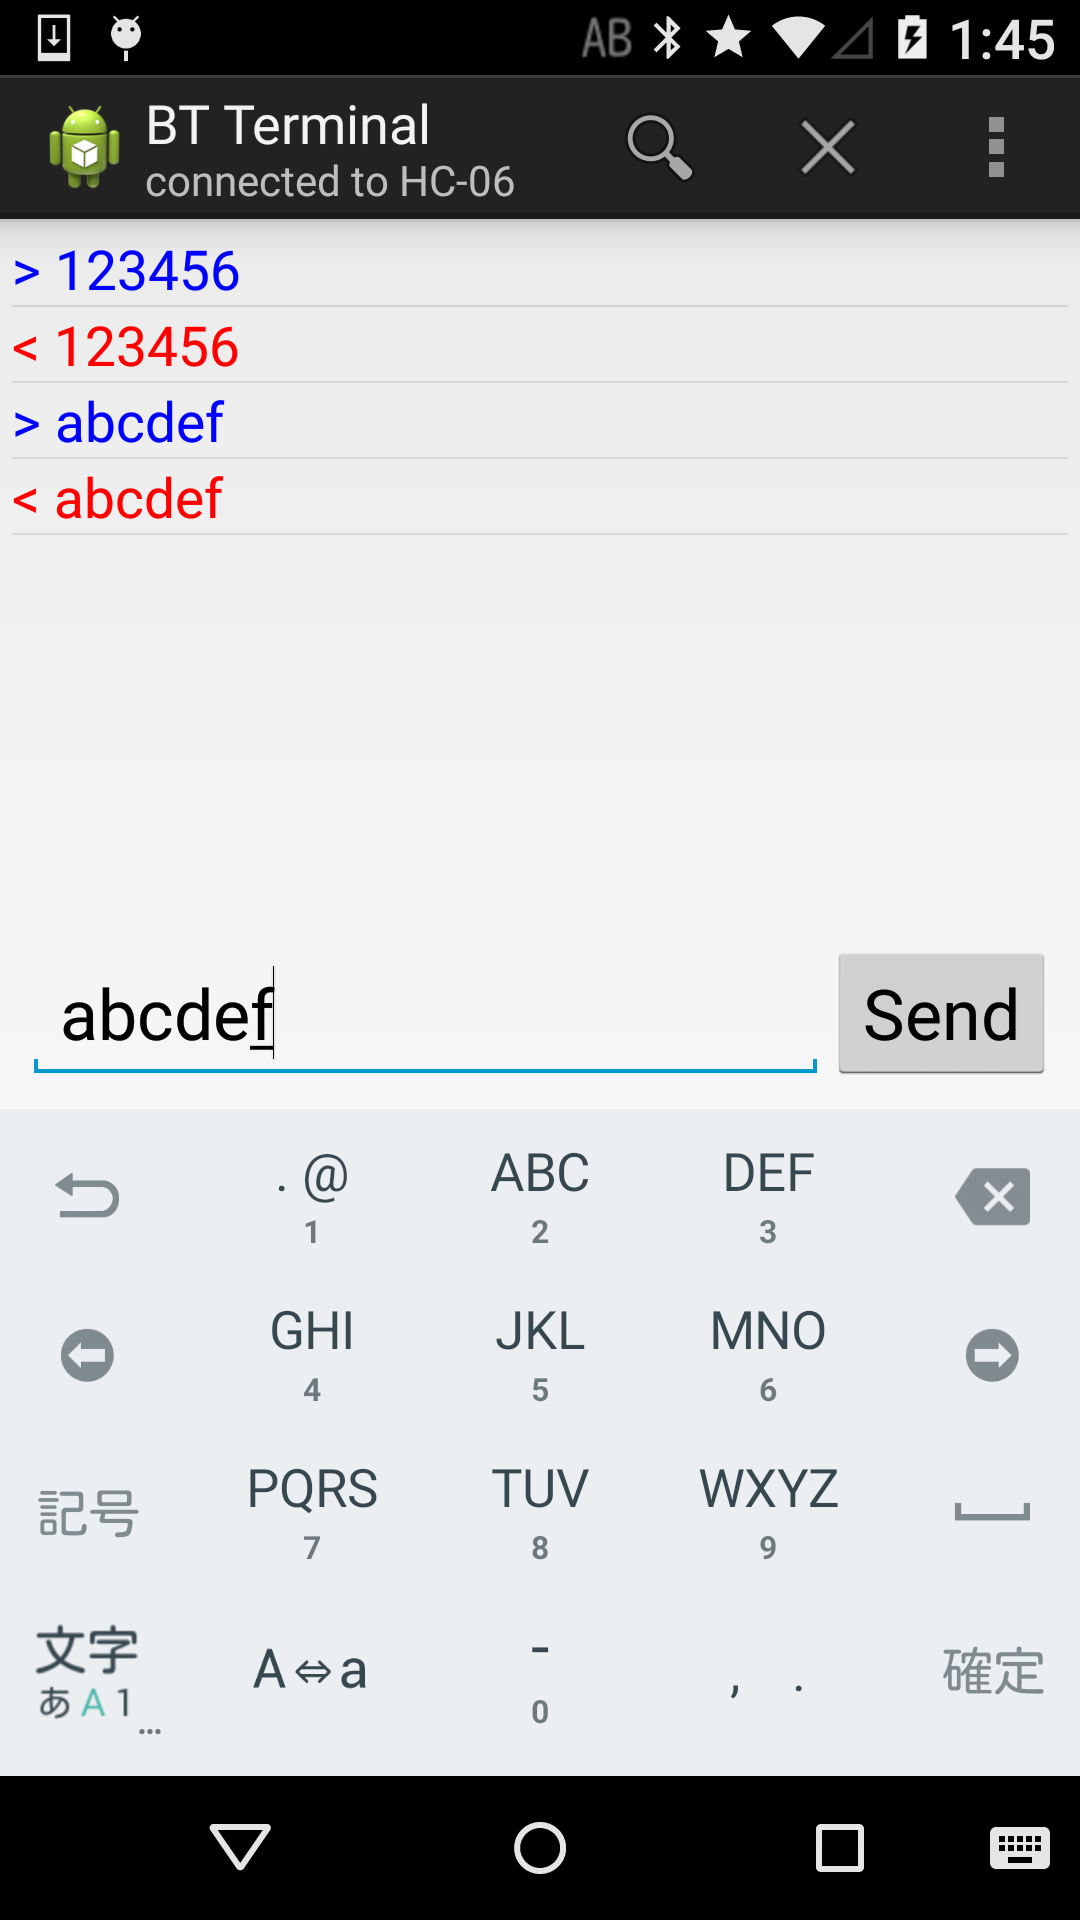 AB 1:45
BT Terminal
connected to HC-06
> 123456
< 123456
> abcdef
< abcdef
abcdef Send
. @ ABC DEF
1 2 3
GHI JKL MNO
4 5 6
PQRS TUV WXYZ
記号
7 8 9
文字 A⇔a - , . 確定
あA1 ... 0